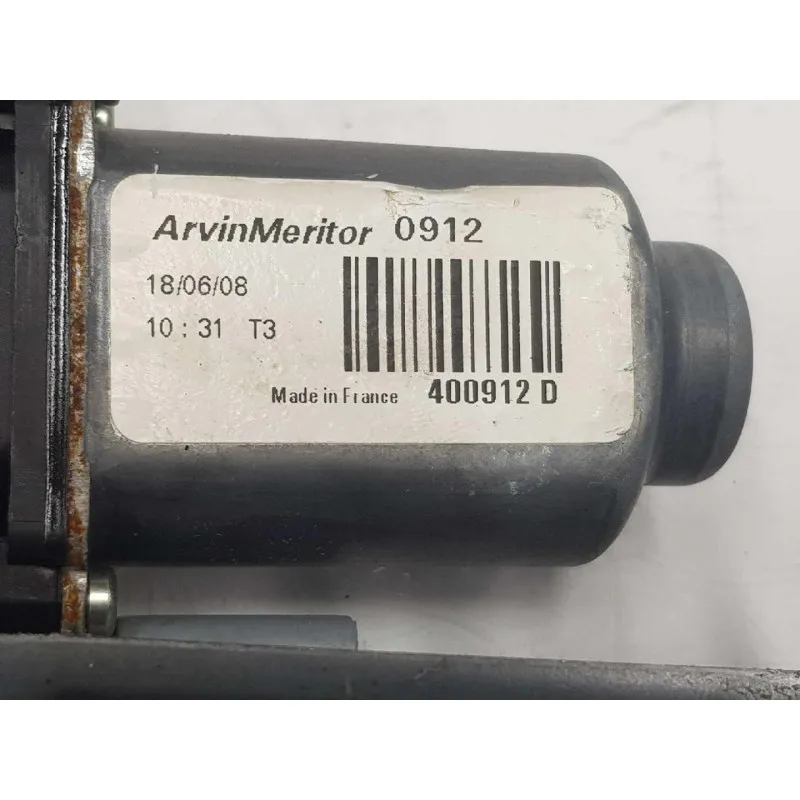 ArvinMeritor 0912
18/06/08
10 : 31 T3
Made in France 400912 D